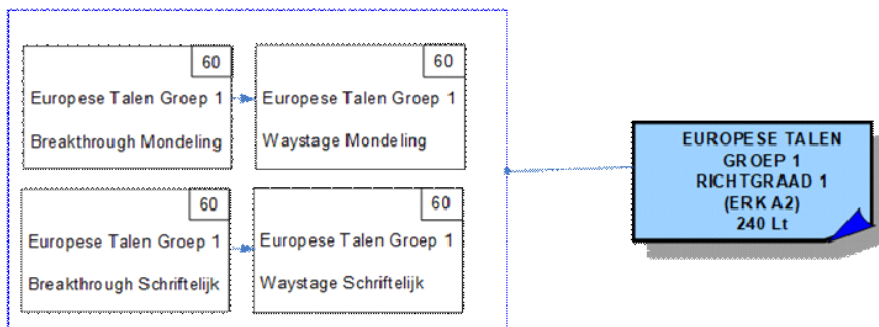 60
Europese Talen Groep 1
Breakthrough Mondeling
60
Europese Talen Groep 1
Waystage Mondeling
60
Europese Talen Groep 1
Breakthrough Schriftelijk
60
Europese Talen Groep 1
Waystage Schriftelijk
EUROPESE TALEN
GROEP 1
RICHTGRAAD 1
(ERK A2)
240 Lt